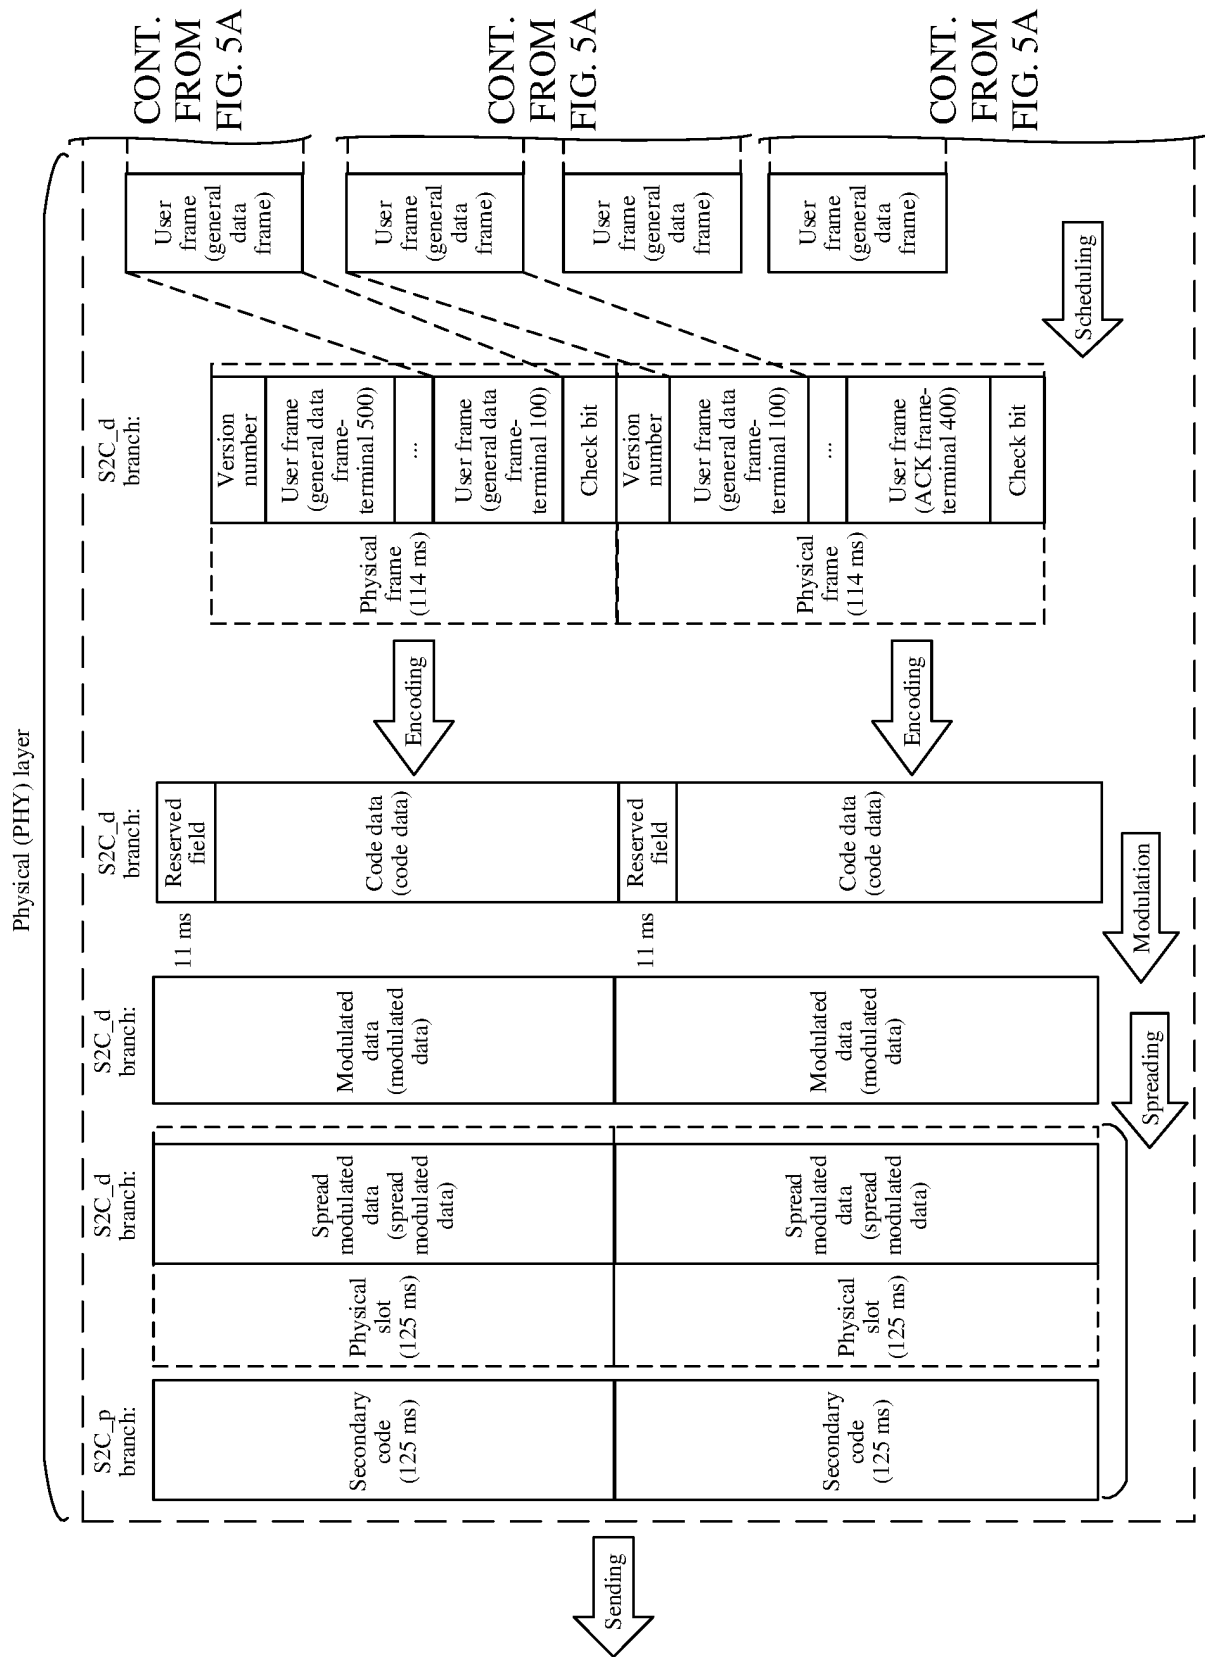 Physical (PHY) layer
CONT.
FROM
FIG. 5A
CONT.
FROM
FIG. 5A
CONT.
FROM
FIG. 5A
User
frame
(general
data
frame)
User
frame
(general
data
frame)
User
frame
(general
data
frame)
User
frame
(general
data
frame)
Scheduling
S2C_d
branch:
Version
number
User frame
(general data
frame-
terminal 500)
...
User frame
(general data
frame-
terminal 100)
Check bit
Version
number
User frame
(general data
frame-
terminal 100)
...
User frame
(ACK frame-
terminal 400)
Check bit
Physical
frame
(114 ms)
Physical
frame
(114 ms)
Encoding
Encoding
S2C_d
branch:
Reserved
field
Code data
(code data)
Reserved
field
Code data
(code data)
11 ms
11 ms
Modulation
S2C_d
branch:
Modulated
data
(modulated
data)
Modulated
data
(modulated
data)
Spreading
S2C_d
branch:
Spread
modulated
data
(spread
modulated
data)
Spread
modulated
data
(spread
modulated
data)
Physical
slot
(125 ms)
Physical
slot
(125 ms)
S2C_p
branch:
Secondary
code
(125 ms)
Secondary
code
(125 ms)
Sending